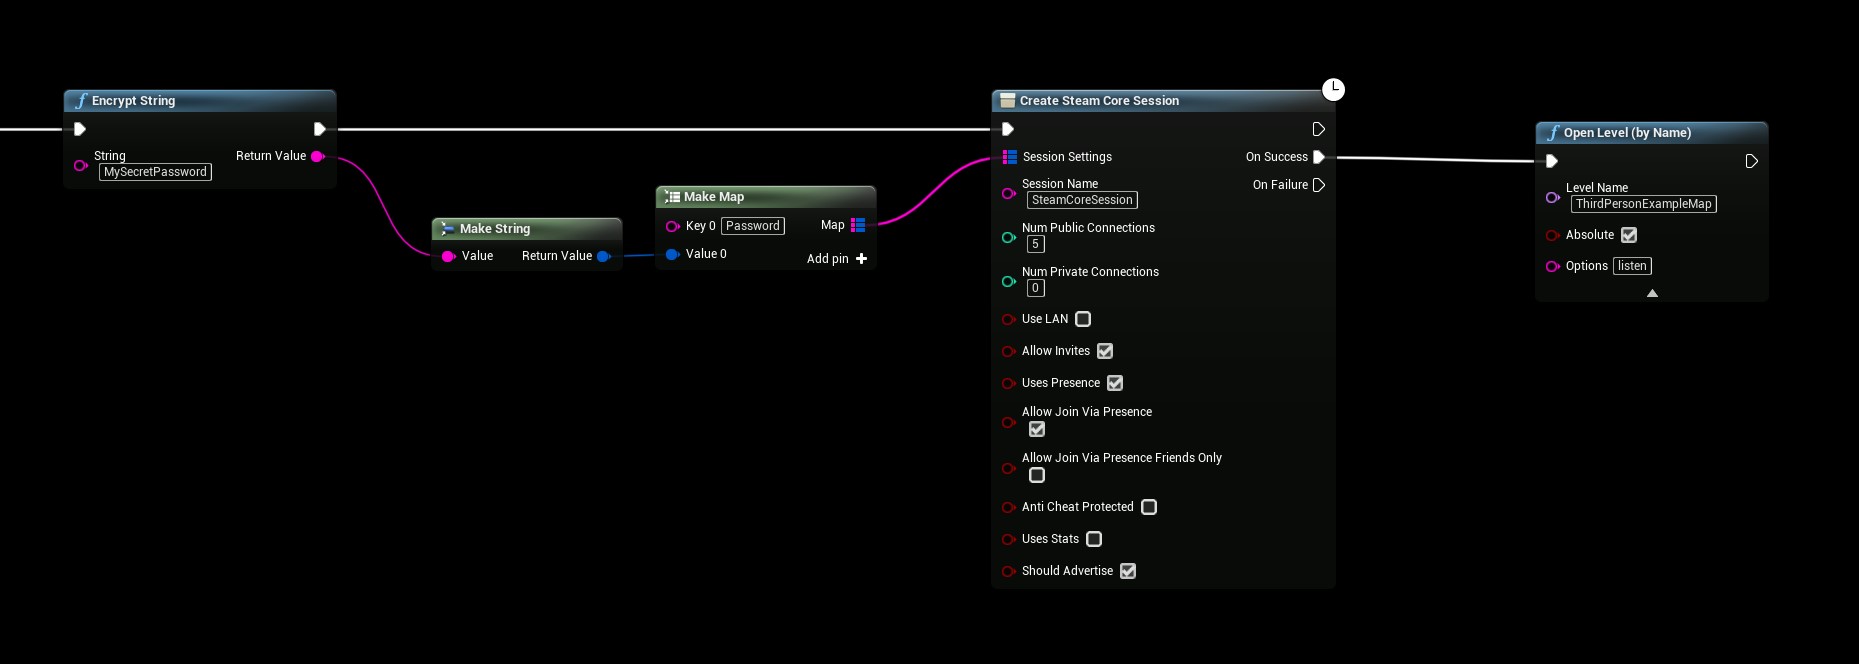 Encrypt String
String
MySecretPassword
Return Value
Make String
Value
Return Value
Make Map
Key 0 Password
Map
Value 0
Add pin
Create Steam Core Session
Session Settings
On Success
Session Name
SteamCoreSession
On Failure
Num Public Connections
5
Num Private Connections
0
Use LAN
Allow Invites
Uses Presence
Allow Join Via Presence
Allow Join Via Presence Friends Only
Anti Cheat Protected
Uses Stats
Should Advertise
Open Level (by Name)
Level Name
ThirdPersonExampleMap
Absolute
Options listen